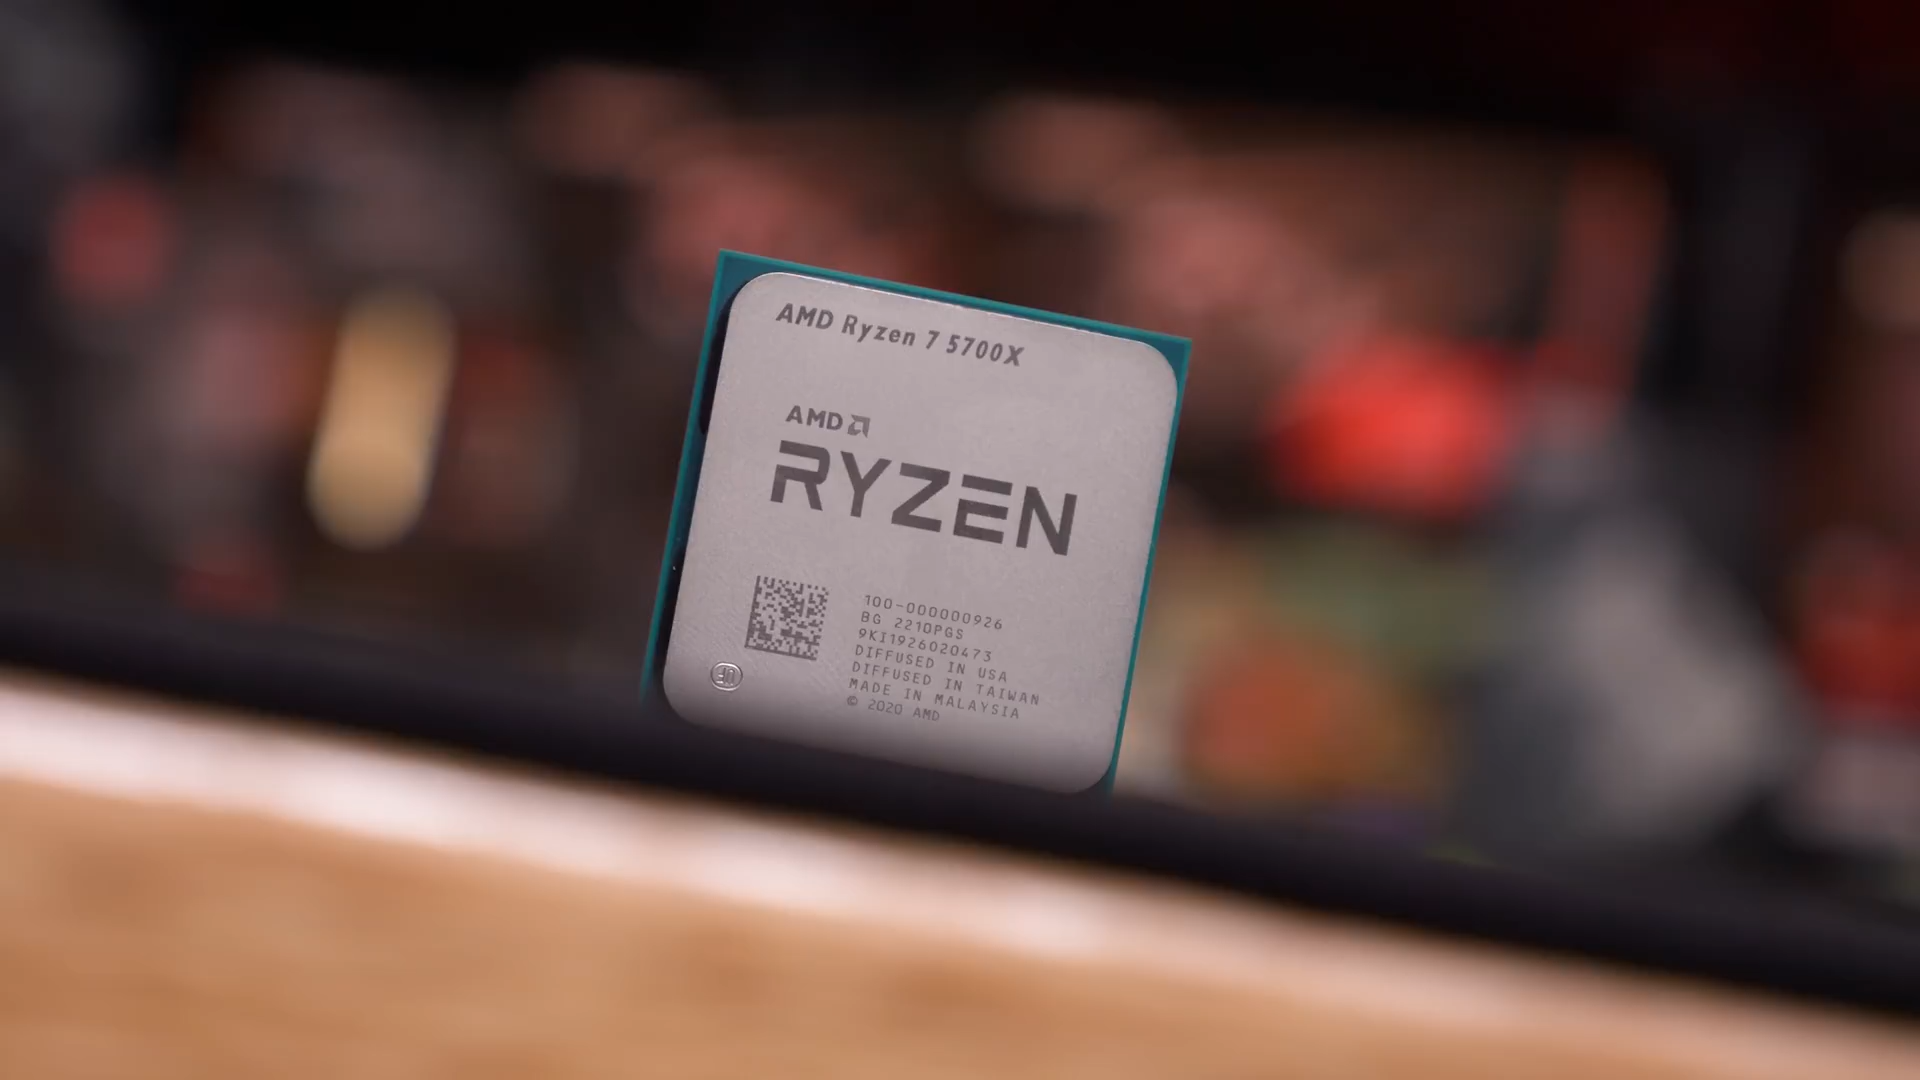 AMD Ryzen 7 5700X
AMD
RYZEN
100-000000926
BG 2210PGS
9KI1926020473
DIFFUSED IN USA
DIFFUSED IN TAIWAN
MADE IN MALAYSIA
© 2020 AMD